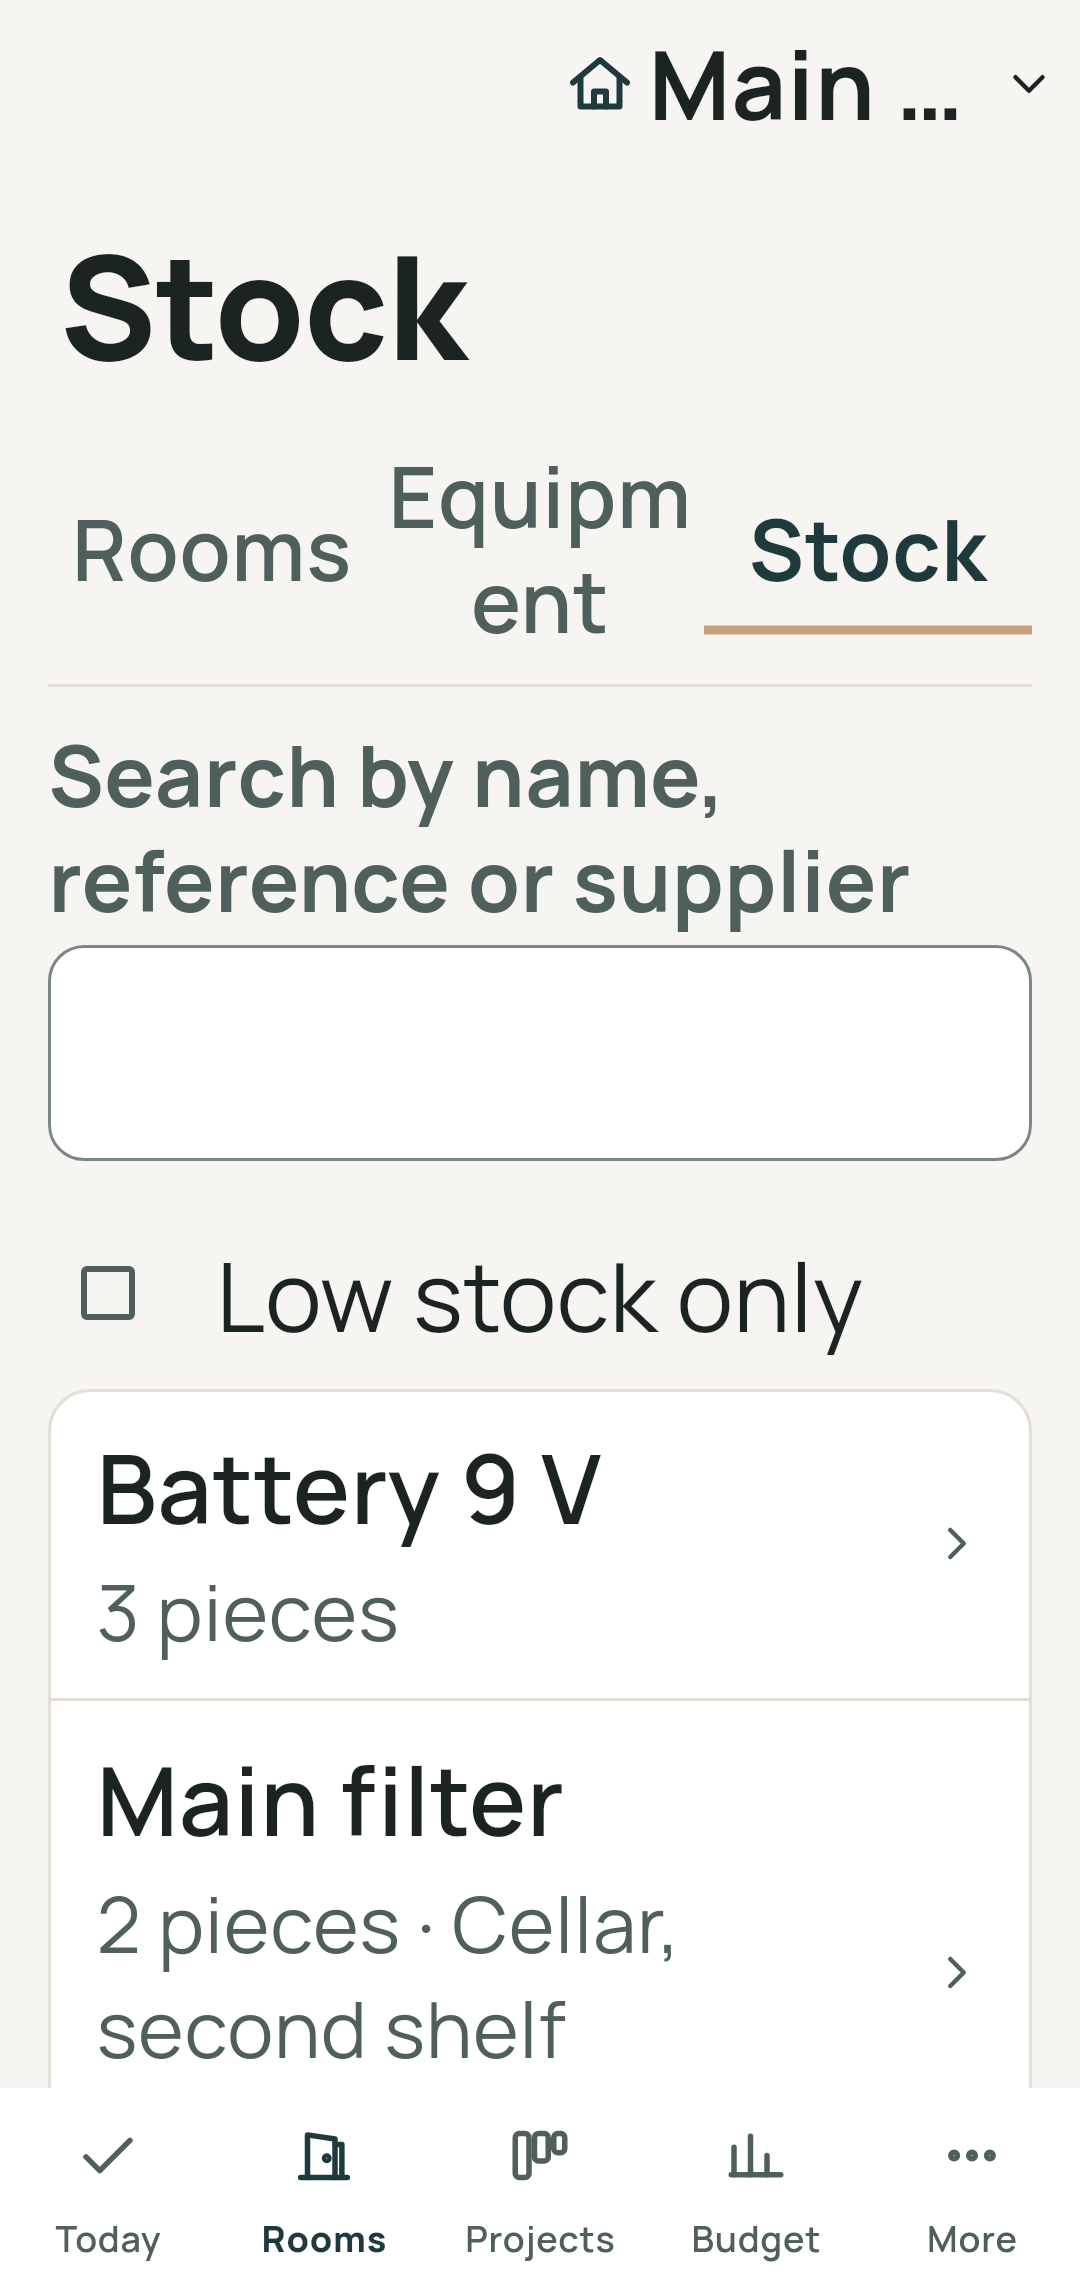 Main ...
Stock
Rooms
Equipm
ent
Stock
Search by name,
reference or supplier
Low stock only
Battery 9 V
3 pieces
Main filter
2 pieces · Cellar,
second shelf
Today
Rooms
Projects
Budget
More